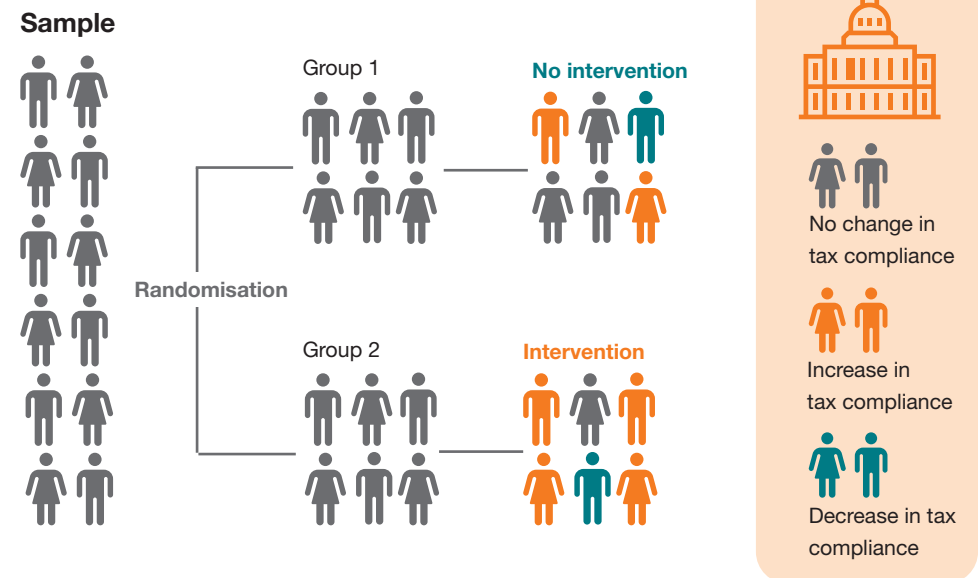 Sample
Group 1
No intervention
Randomisation
Group 2
Intervention
No change in
tax compliance
Increase in
tax compliance
Decrease in tax
compliance